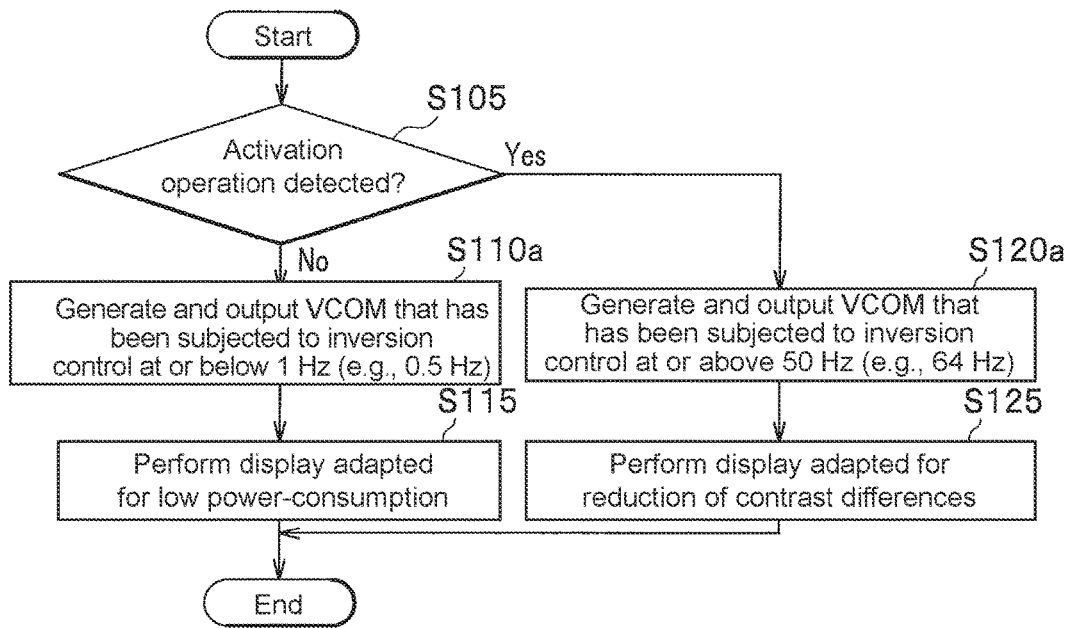 Start
S105
Activation
operation detected?
Yes
No
S110a
Generate and output VCOM that has
been subjected to inversion
control at or below 1 Hz (e.g., 0.5 Hz)
S120a
Generate and output VCOM that
has been subjected to inversion
control at or above 50 Hz (e.g., 64 Hz)
S115
Perform display adapted
for low power-consumption
S125
Perform display adapted for
reduction of contrast differences
End